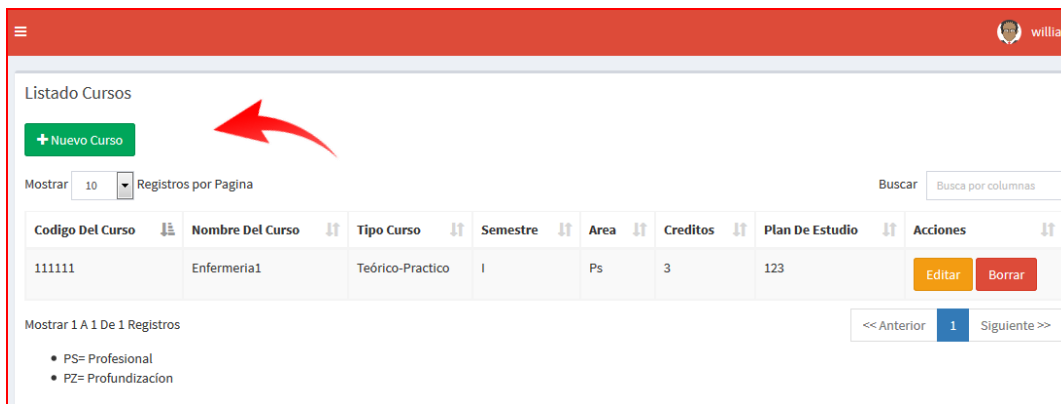 willia
Listado Cursos
+ Nuevo Curso
Mostrar 10 Registros por Pagina Buscar Busca por columnas
Codigo Del Curso Nombre Del Curso Tipo Curso Semestre Area Creditos Plan De Estudio Acciones
111111 Enfermeria1 Teórico-Practico I Ps 3 123 Editar Borrar
Mostrar 1 A 1 De 1 Registros << Anterior 1 Siguiente >>
• PS= Profesional
• PZ= Profundizacíon